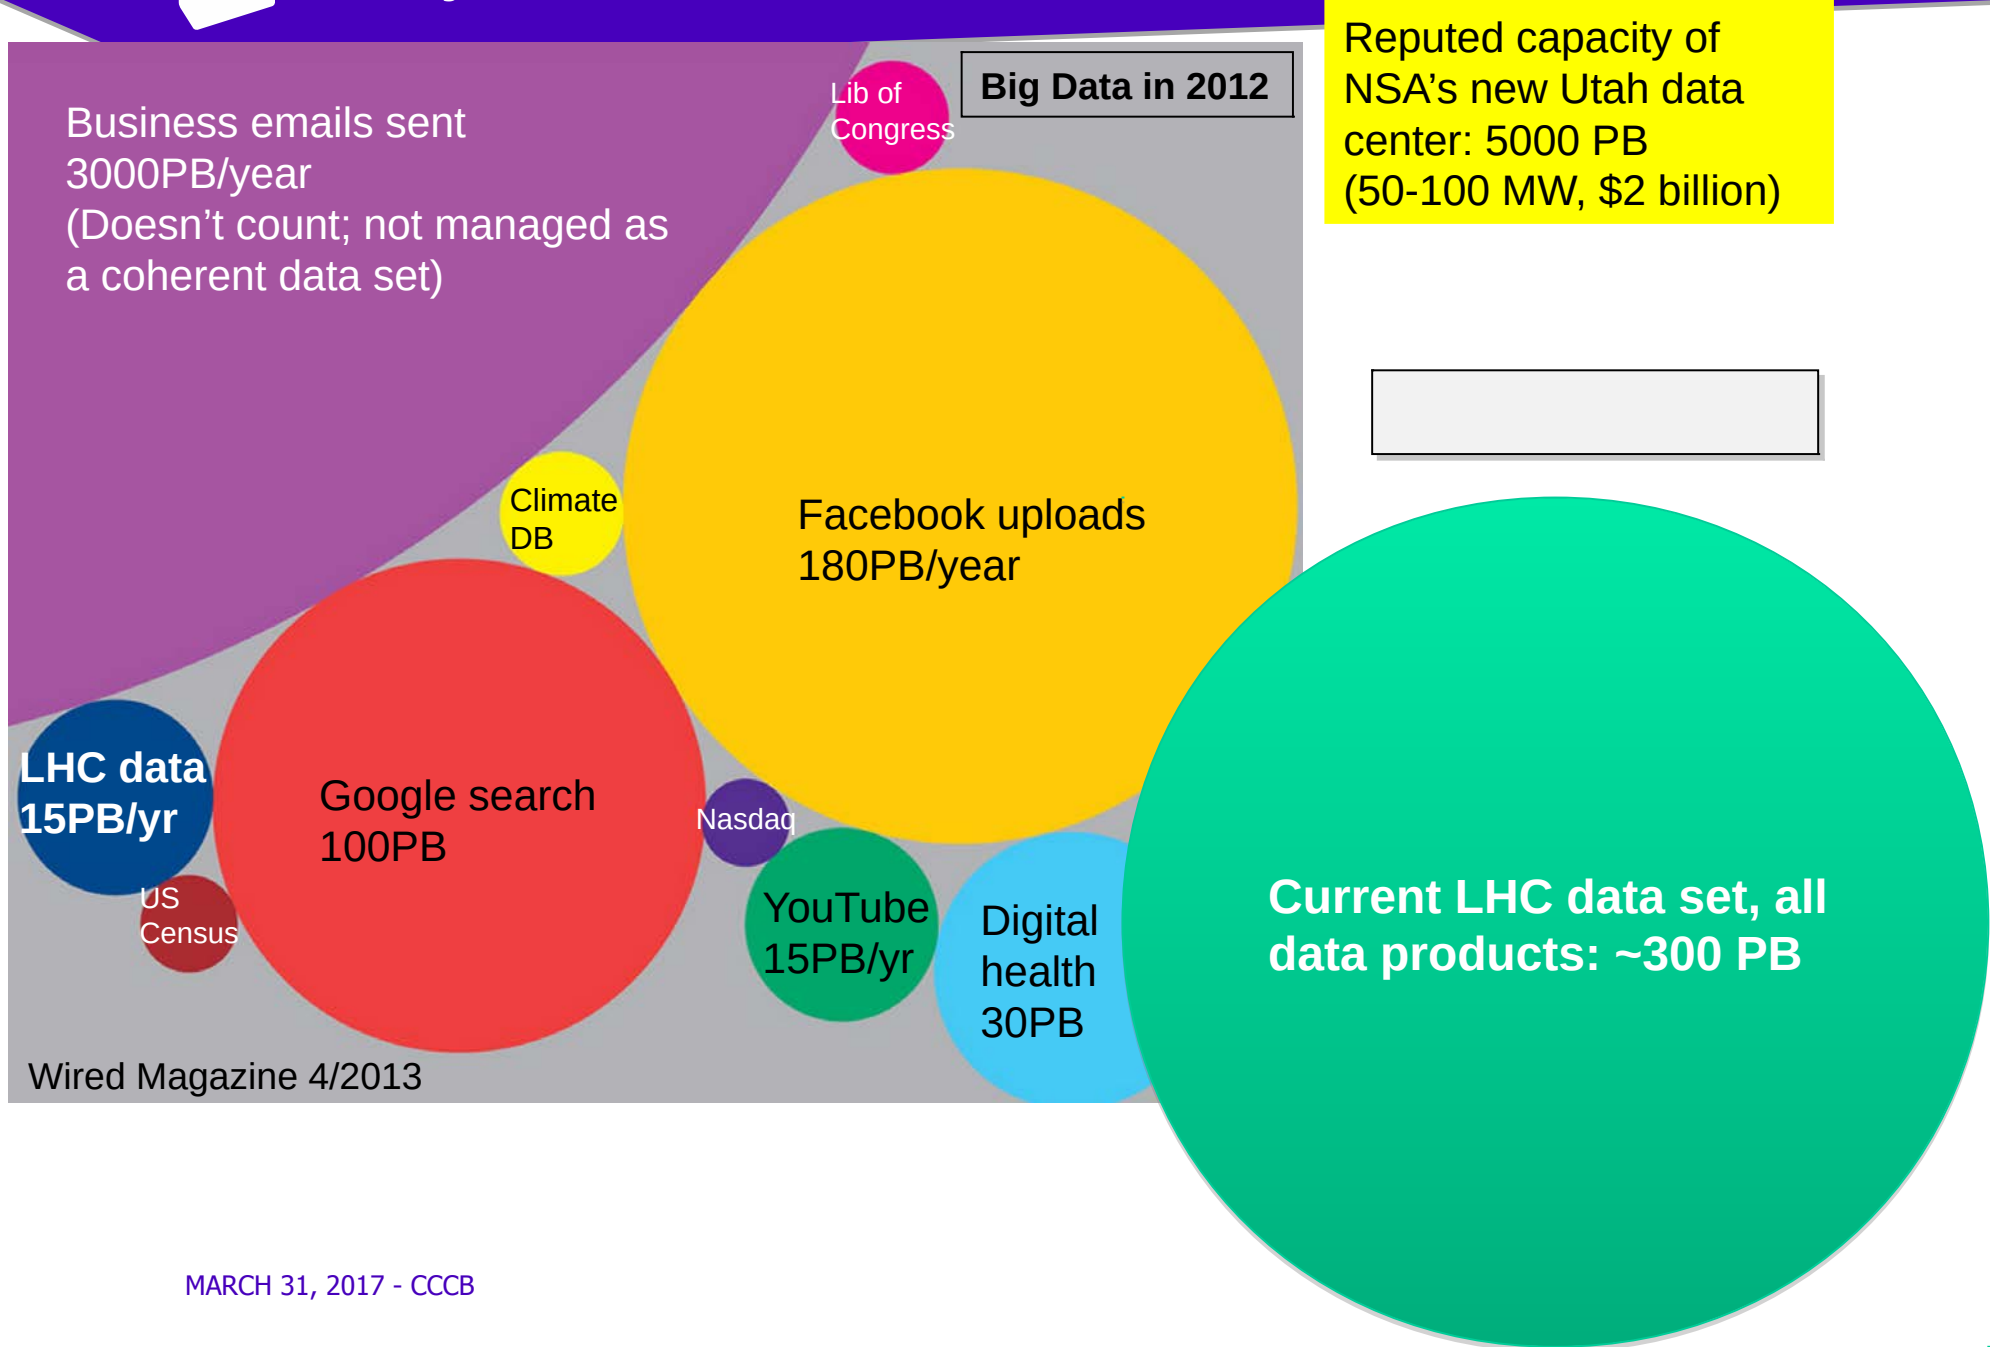 Big Data in 2012
Reputed capacity of
NSA’s new Utah data
center: 5000 PB
(50-100 MW, $2 billion)
Business emails sent
3000PB/year
(Doesn’t count; not managed as
a coherent data set)
Lib of
Congress
Climate
DB
Facebook uploads
180PB/year
LHC data
15PB/yr
Google search
100PB
Nasdaq
US
Census
YouTube
15PB/yr
Digital
health
30PB
Current LHC data set, all
data products: ~300 PB
Wired Magazine 4/2013
MARCH 31, 2017 - CCCB